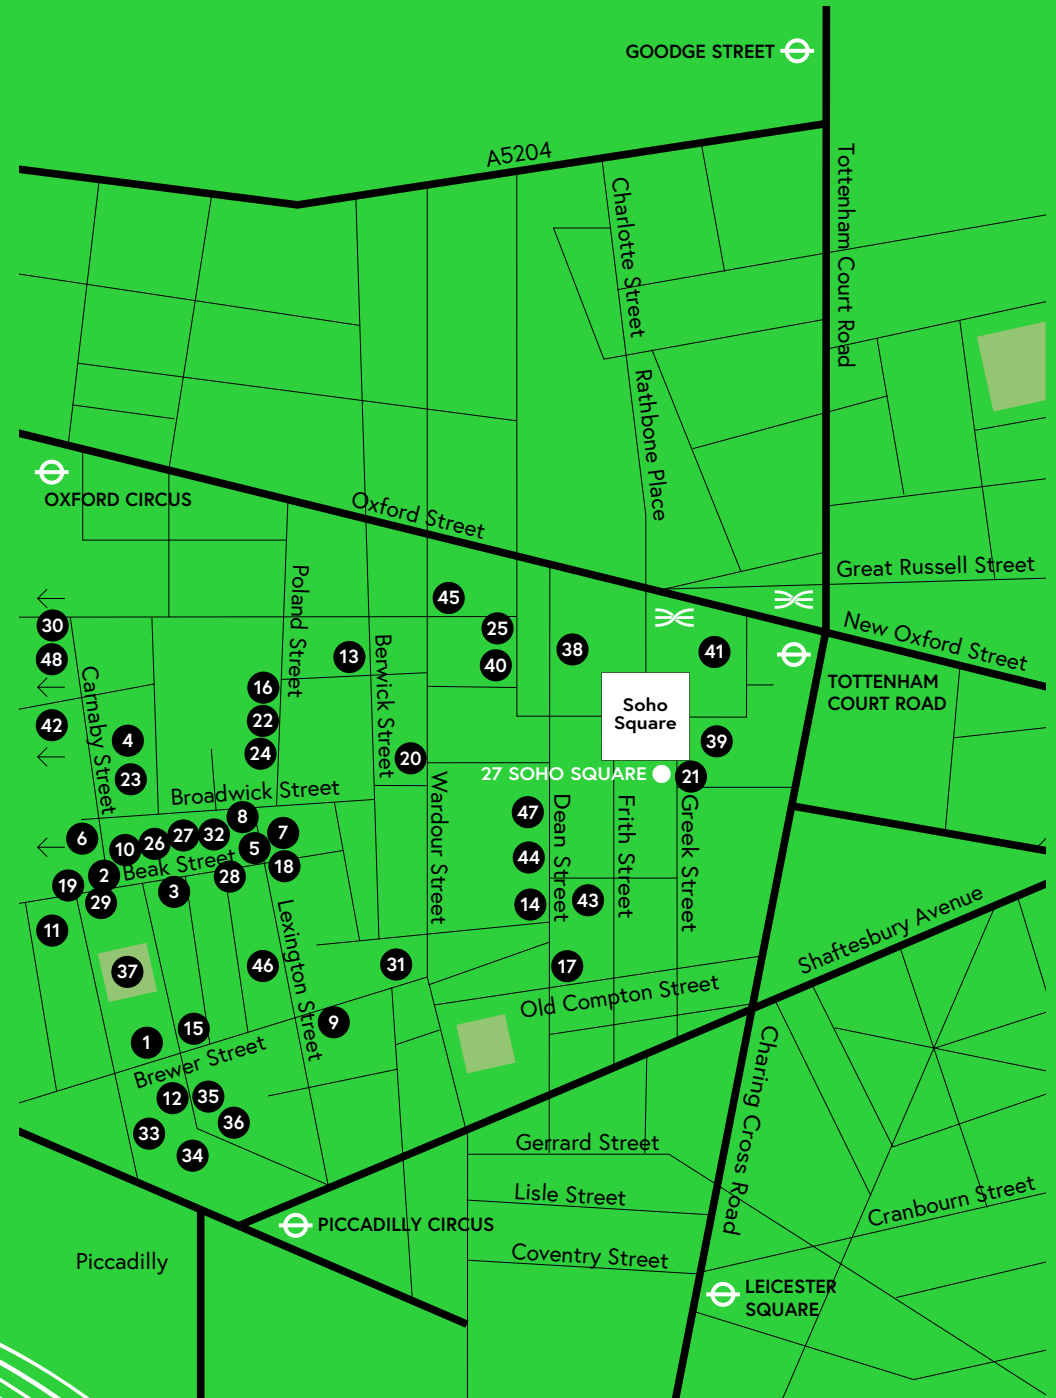 GOODGE STREET
A5204
Tottenham Court Road
Charlotte Street
Rathbone Place
OXFORD CIRCUS
Oxford Street
Great Russell Street
New Oxford Street
TOTTENHAM
COURT ROAD
Poland Street
Berwick Street
Carnaby Street
45
30
25
13
38
41
48
40
16
Soho
Square
42
22
4
39
24
20
23
27 SOHO SQUARE
21
Broadwick Street
Wardour Street
Dean Street
Frith Street
Greek Street
47
8
6
27
32
7
26
10
5
44
Beak Street
18
2
28
19
3
29
14
43
11
Lexington Street
Shaftesbury Avenue
37
46
31
17
Old Compton Street
9
15
1
Brewer Street
Charing Cross Road
12
35
36
33
34
Gerrard Street
Lisle Street
Cranbourn Street
PICCADILLY CIRCUS
Coventry Street
Piccadilly
LEICESTER
SQUARE